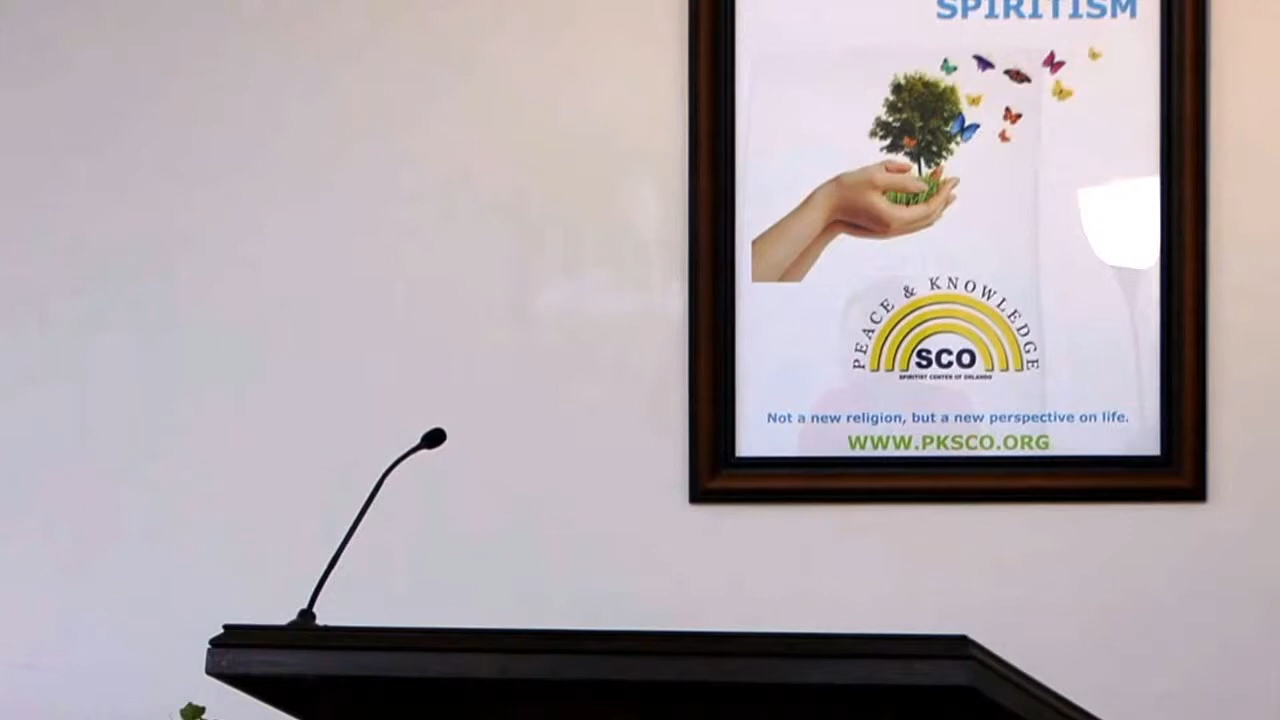 SPIRITISM
PEACE & KNOWLEDGE
SCO
SPIRITIST CENTER OF ORLANDO
Not a new religion, but a new perspective on life.
WWW.PKSCO.ORG